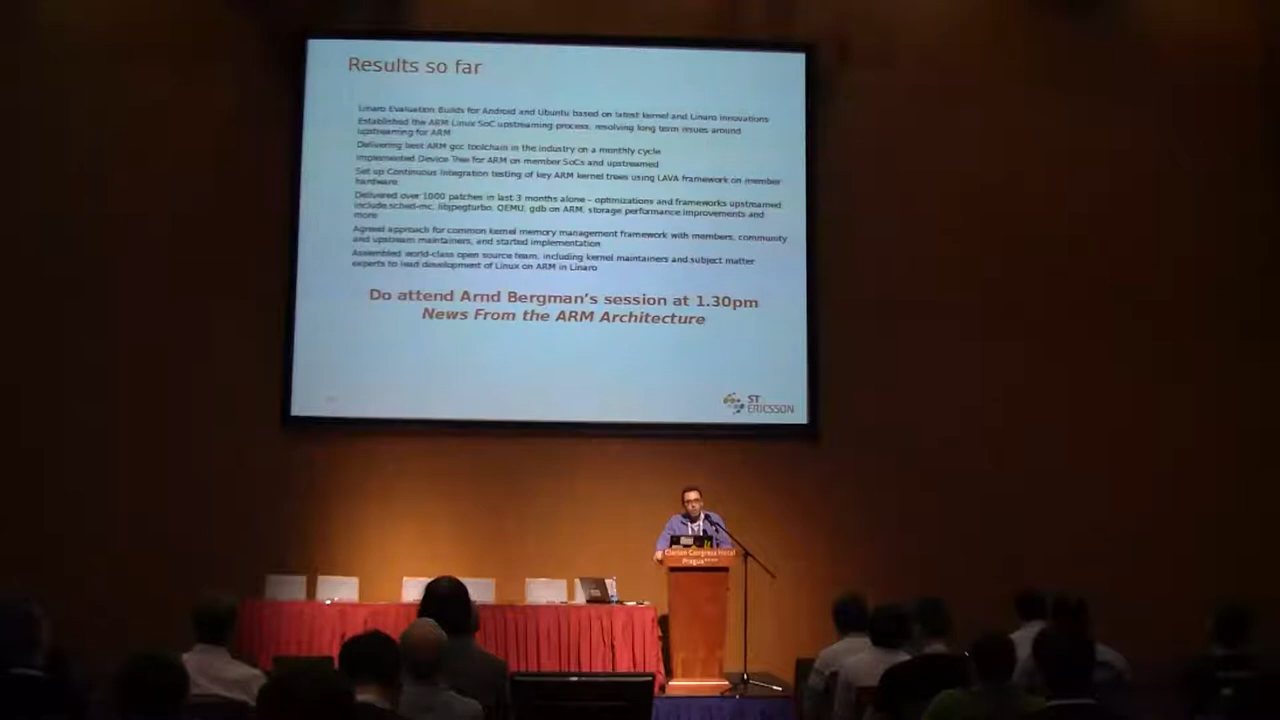 Results so far
Linaro Evaluation Builds for Android and Ubuntu based on latest kernel and Linaro innovations
Established the ARM Linux SoC upstreaming process, resolving long term issues around
upstreaming for ARM
Delivering best ARM gcc toolchain in the industry on a monthly cycle
Implemented Device Tree for ARM on member SoCs and upstreamed
Set up Continuous Integration testing of key ARM kernel trees using LAVA framework on member
hardware
Delivered over 1000 patches in last 3 months alone – optimizations and frameworks upstreamed
include sched-mc, libjpegturbo, QEMU, gdb on ARM, storage performance improvements and
more
Agreed approach for common kernel memory management framework with members, community
and upstream maintainers, and started implementation
Assembled world-class open source team, including kernel maintainers and subject matter
experts to lead development of Linux on ARM in Linaro
Do attend Arnd Bergman's session at 1.30pm
News From the ARM Architecture
ST
ERICSSON
Clarion Congress Hotel
Prague****